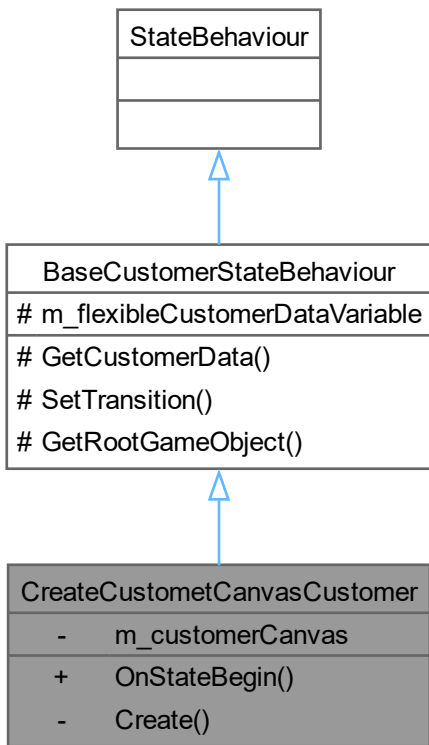 StateBehaviour
BaseCustomerStateBehaviour
# m_flexibleCustomerDataVariable
# GetCustomerData()
# SetTransition()
# GetRootGameObject()
CreateCustometCanvasCustomer
- m_customerCanvas
+ OnStateBegin()
- Create()